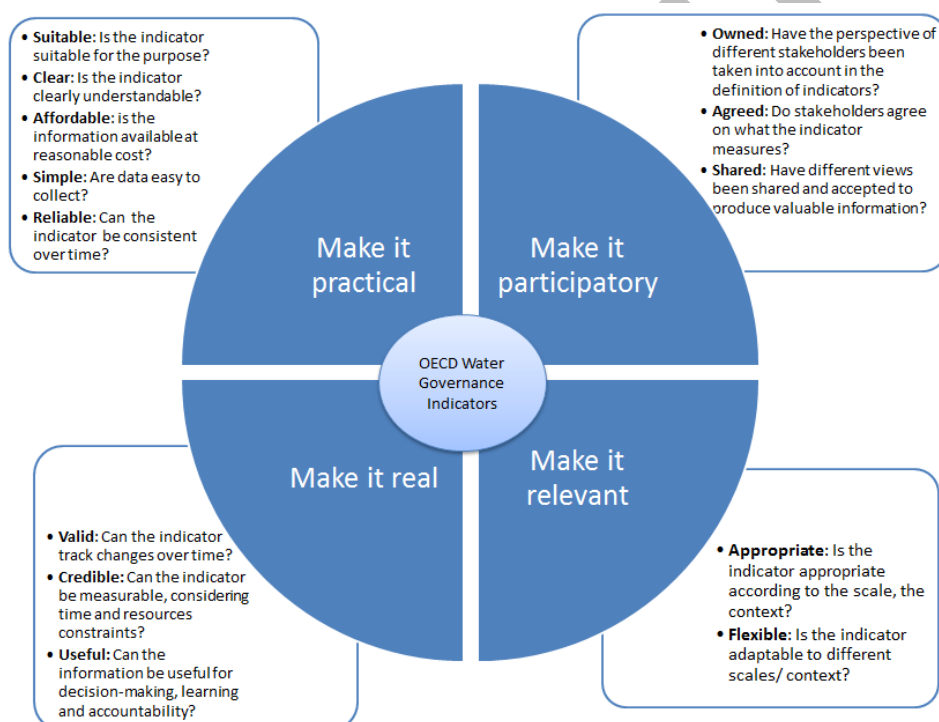 • Suitable: Is the indicator
suitable for the purpose?
• Clear: Is the indicator
clearly understandable?
• Affordable: is the
information available at
reasonable cost?
• Simple: Are data easy to
collect?
• Reliable: Can the
indicator be consistent
over time?
• Owned: Have the perspective of
different stakeholders been
taken into account in the
definition of indicators?
• Agreed: Do stakeholders agree
on what the indicator
measures?
• Shared: Have different views
been shared and accepted to
produce valuable information?
Make it
practical
Make it
participatory
OECD Water
Governance
Indicators
Make it real
Make it
relevant
• Valid: Can the indicator
track changes over time?
• Credible: Can the indicator
be measurable, considering
time and resources
constraints?
• Useful: Can the
information be useful for
decision-making, learning
and accountability?
• Appropriate: Is the
indicator appropriate
according to the scale, the
context?
• Flexible: Is the indicator
adaptable to different
scales/ context?